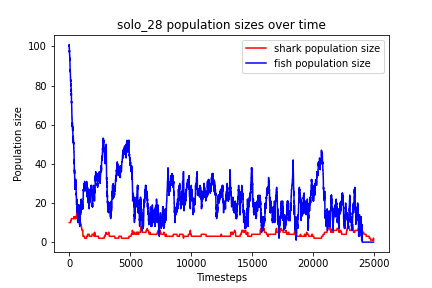 solo_28 population sizes over time
shark population size
fish population size
100
80
60
40
20
0
Population size
0
5000
10000
15000
20000
25000
Timesteps